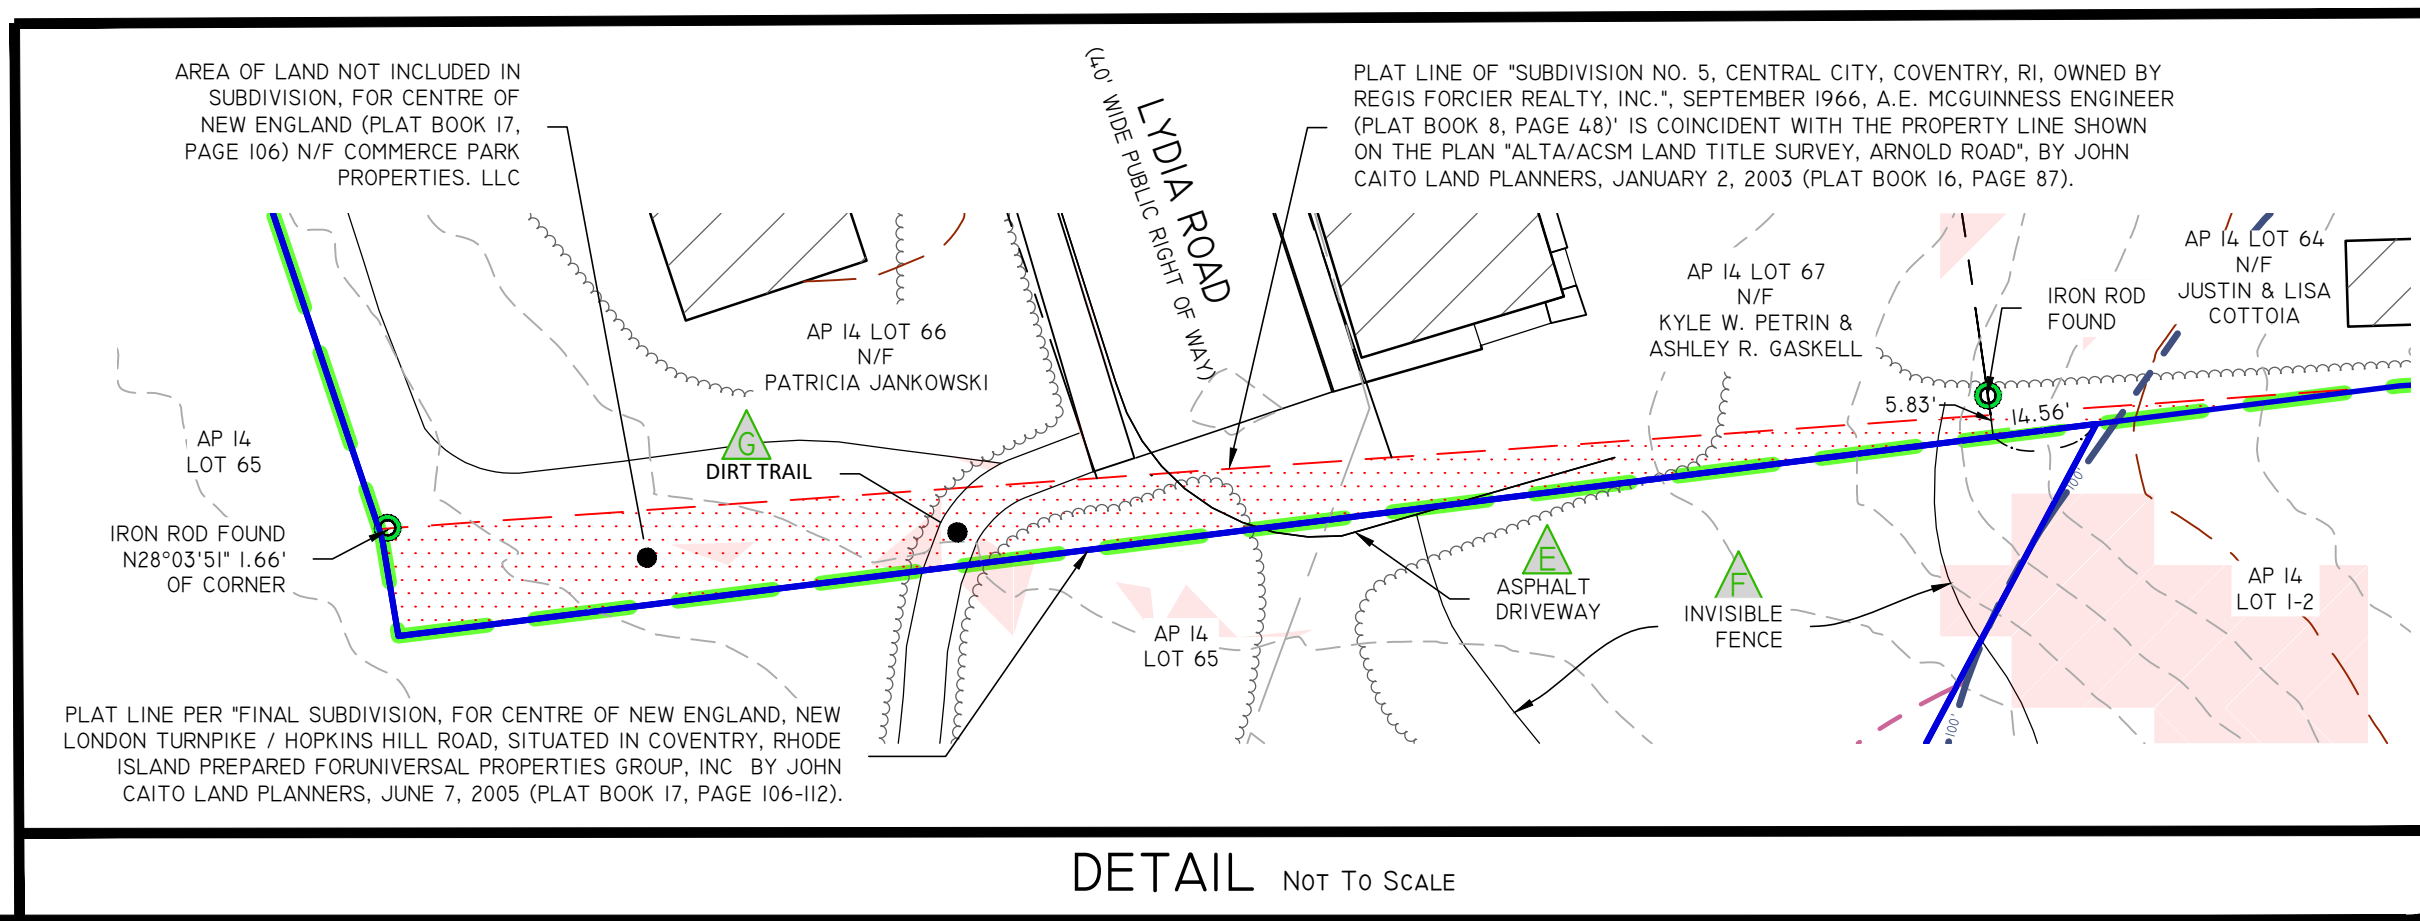 AREA OF LAND NOT INCLUDED IN
SUBDIVISION, FOR CENTRE OF
NEW ENGLAND (PLAT BOOK 17,
PAGE 106) N/F COMMERCE PARK
PROPERTIES. LLC
LYDIA ROAD
(40' WIDE PUBLIC RIGHT OF WAY)
PLAT LINE OF "SUBDIVISION NO. 5, CENTRAL CITY, COVENTRY, RI, OWNED BY
REGIS FORCIER REALTY, INC.", SEPTEMBER 1966, A.E. MCGUINNESS ENGINEER
(PLAT BOOK 8, PAGE 48)' IS COINCIDENT WITH THE PROPERTY LINE SHOWN
ON THE PLAN "ALTA/ACSM LAND TITLE SURVEY, ARNOLD ROAD", BY JOHN
CAITO LAND PLANNERS, JANUARY 2, 2003 (PLAT BOOK 16, PAGE 87).
AP 14 LOT 66
N/F
PATRICIA JANKOWSKI
AP 14 LOT 67
N/F
KYLE W. PETRIN &
ASHLEY R. GASKELL
IRON ROD
FOUND
AP 14 LOT 64
N/F
JUSTIN & LISA
COTTOIA
5.83'
14.56'
AP 14
LOT 65
G
DIRT TRAIL
IRON ROD FOUND
N28°03'51" 1.66'
OF CORNER
100'
E
ASPHALT
DRIVEWAY
F
INVISIBLE
FENCE
AP 14
LOT 1-2
AP 14
LOT 65
100'
PLAT LINE PER "FINAL SUBDIVISION, FOR CENTRE OF NEW ENGLAND, NEW
LONDON TURNPIKE / HOPKINS HILL ROAD, SITUATED IN COVENTRY, RHODE
ISLAND PREPARED FORUNIVERSAL PROPERTIES GROUP, INC BY JOHN
CAITO LAND PLANNERS, JUNE 7, 2005 (PLAT BOOK 17, PAGE 106-112).
DETAIL NOT TO SCALE